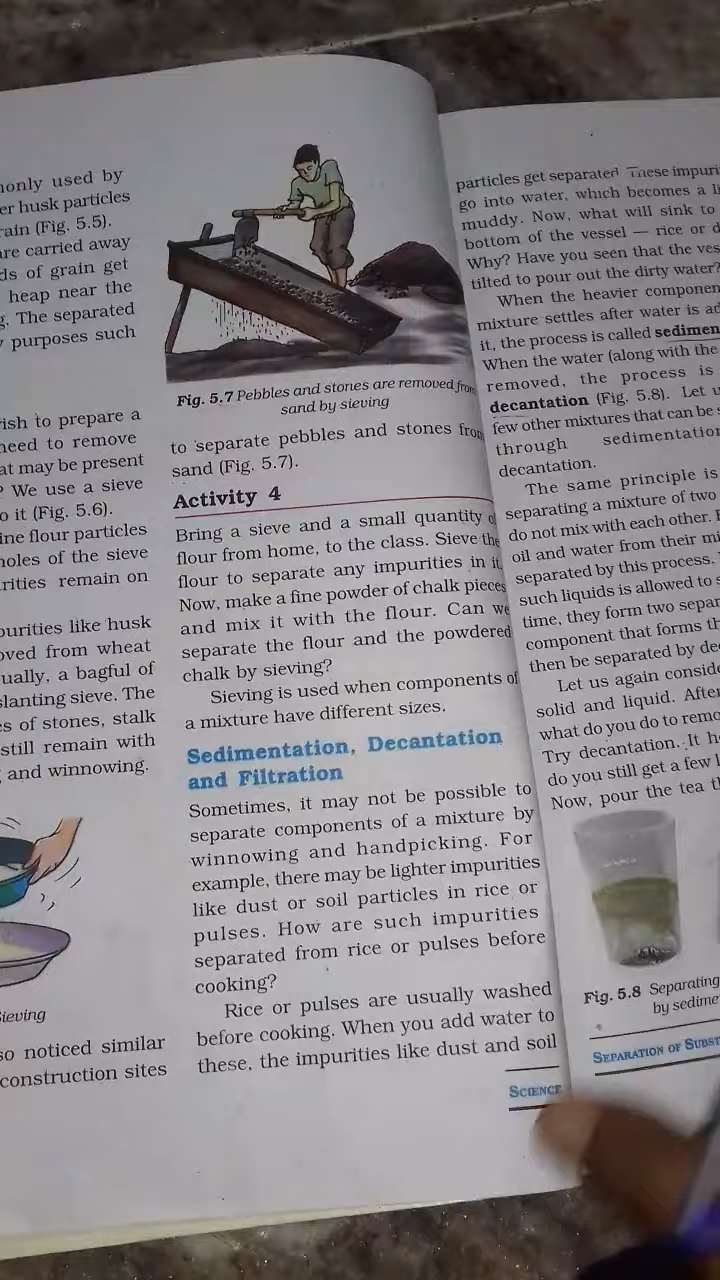 only used by
er husk particles
rain (Fig. 5.5).
are carried away
ds of grain get
heap near the
g. The separated
purposes such
ish to prepare a
need to remove
at may be present
? We use a sieve
o it (Fig. 5.6).
ine flour particles
holes of the sieve
rities remain on
purities like husk
oved from wheat
ually, a bagful of
slanting sieve. The
es of stones, stalk
still remain with
and winnowing.
Sieving
so noticed similar
construction sites
Fig. 5.7 Pebbles and stones are removed from
sand by sieving
to separate pebbles and stones from
sand (Fig. 5.7).
Activity 4
Bring a sieve and a small quantity of
flour from home, to the class. Sieve the
flour to separate any impurities in it.
Now, make a fine powder of chalk pieces
and mix it with the flour. Can we
separate the flour and the powdered
chalk by sieving?
Sieving is used when components of
a mixture have different sizes.
Sedimentation, Decantation
and Filtration
Sometimes, it may not be possible to
separate components of a mixture by
winnowing and handpicking. For
example, there may be lighter impurities
like dust or soil particles in rice or
pulses. How are such impurities
separated from rice or pulses before
cooking?
Rice or pulses are usually washed
before cooking. When you add water to
these, the impurities like dust and soil
SCIENCE
particles get separated These impuri
go into water, which becomes a li
muddy. Now, what will sink to
bottom of the vessel — rice or d
Why? Have you seen that the ves
tilted to pour out the dirty water?
When the heavier componen
mixture settles after water is ad
it, the process is called sedimen
When the water (along with the
removed, the process is
decantation (Fig. 5.8). Let u
few other mixtures that can be s
through sedimentation
decantation.
The same principle is
separating a mixture of two
do not mix with each other.
oil and water from their mi
separated by this process.
such liquids is allowed to s
time, they form two separ
component that forms th
then be separated by de
Let us again conside
solid and liquid. After
what do you do to remo
Try decantation. It h
do you still get a few l
Now, pour the tea t
Fig. 5.8 Separating
by sedime
SEPARATION OF SUBST